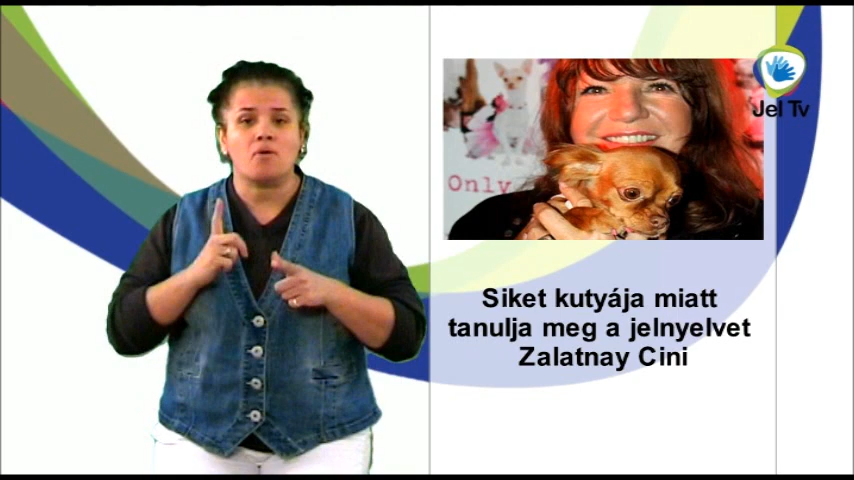 Jel Tv
Only
Siket kutyája miatt
tanulja meg a jelnyelvet
Zalatnay Cini